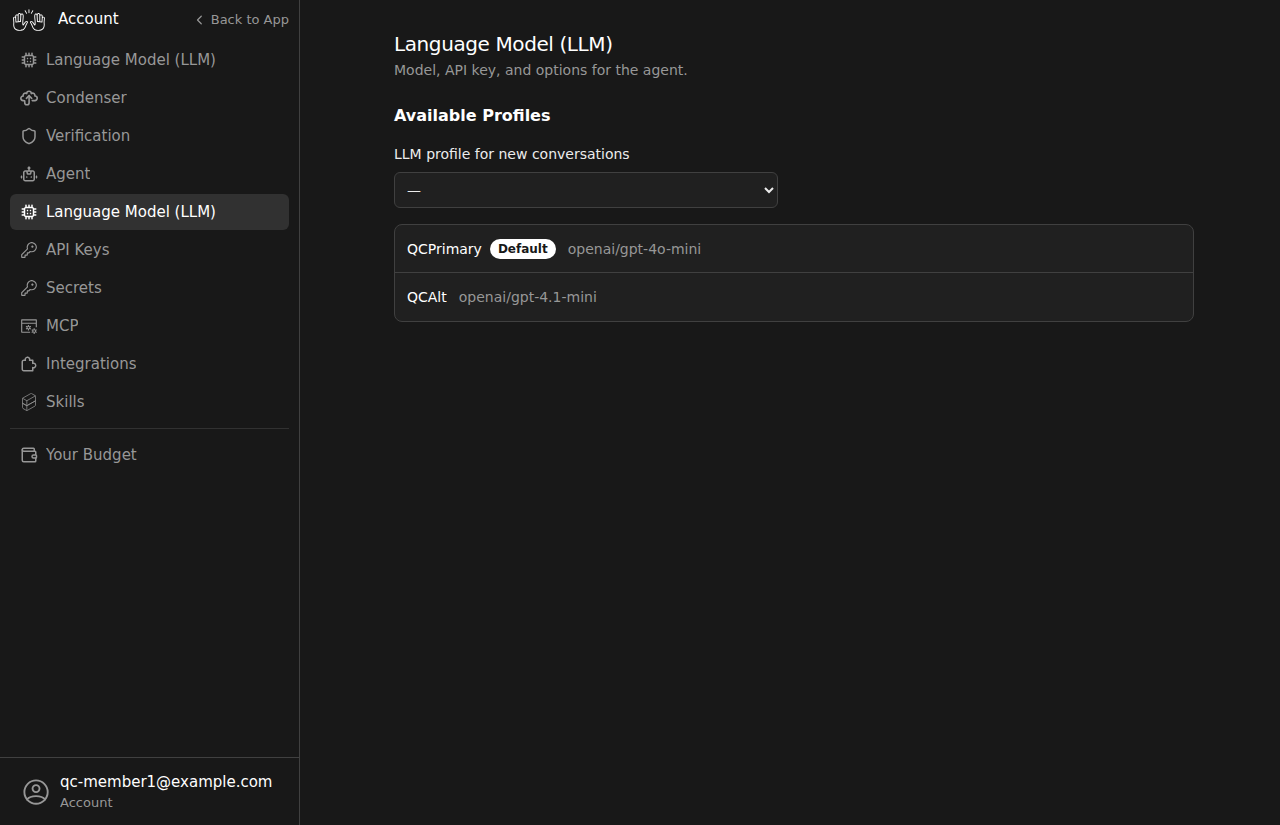 Account
Back to App
Language Model (LLM)
Condenser
Verification
Agent
Language Model (LLM)
API Keys
Secrets
MCP
Integrations
Skills
Your Budget
qc-member1@example.com
Account
Language Model (LLM)
Model, API key, and options for the agent.
Available Profiles
LLM profile for new conversations
—
QCPrimary Default openai/gpt-4o-mini
QCAlt openai/gpt-4.1-mini